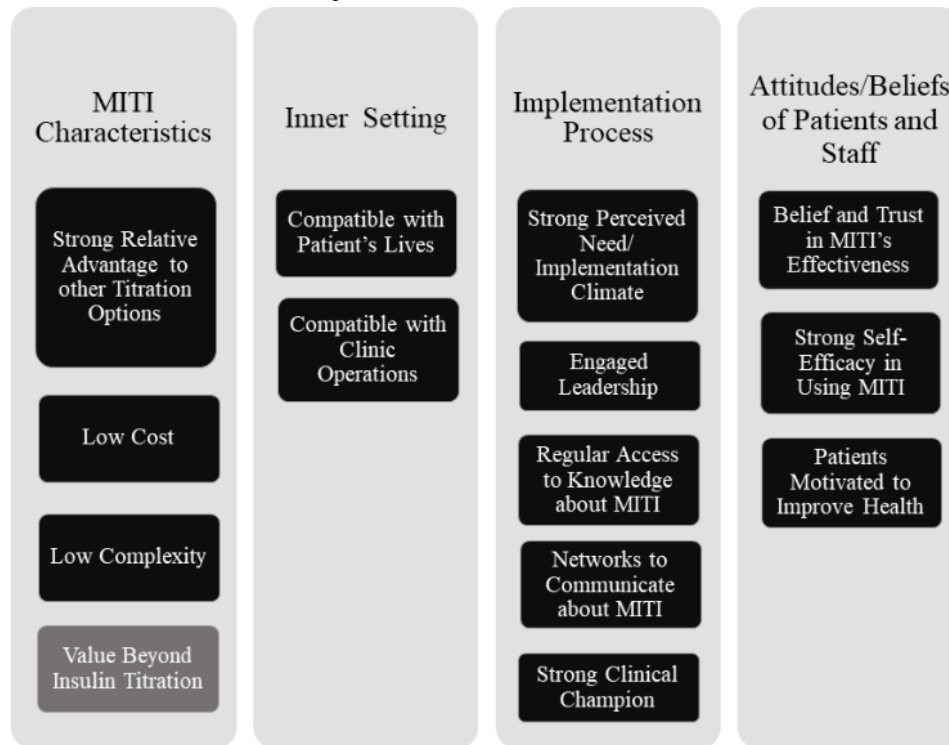 MITI
Characteristics
Strong Relative
Advantage to
other Titration
Options
Low Cost
Low Complexity
Value Beyond
Insulin Titration
Inner Setting
Compatible with
Patient's Lives
Compatible with
Clinic
Operations
Implementation
Process
Strong Perceived
Need/
Implementation
Climate
Engaged
Leadership
Regular Access
to Knowledge
about MITI
Networks to
Communicate
about MITI
Strong Clinical
Champion
Attitudes/Beliefs
of Patients and
Staff
Belief and Trust
in MITI's
Effectiveness
Strong Self-
Efficacy in
Using MITI
Patients
Motivated to
Improve Health